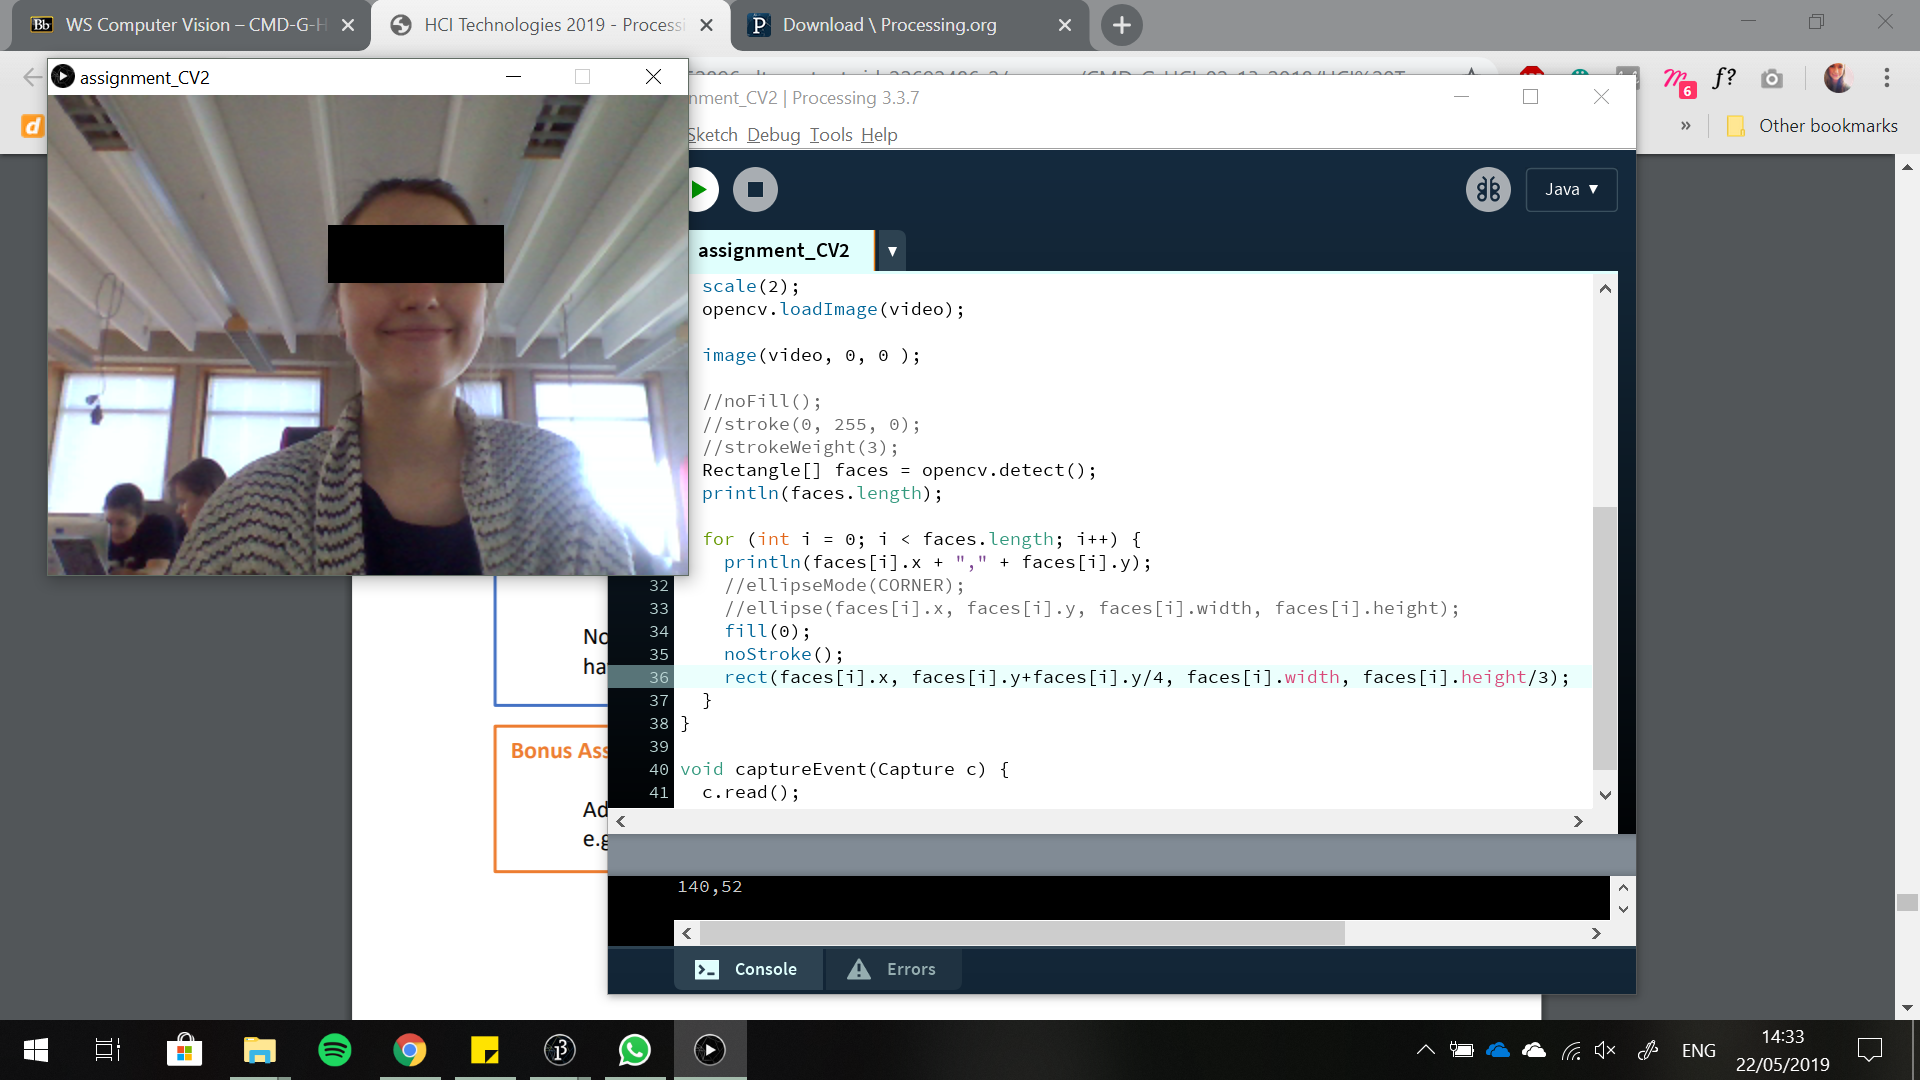 WS Computer Vision – CMD-G-H
HCI Technologies 2019 - Processi
Download \ Processing.org
assignment_CV2
nment_CV2 | Processing 3.3.7
6
f?
Other bookmarks
Sketch Debug Tools Help
Java
assignment_CV2
scale(2);
opencv.loadImage(video);
image(video, 0, 0 );
//noFill();
//stroke(0, 255, 0);
//strokeWeight(3);
Rectangle[] faces = opencv.detect();
println(faces.length);
for (int i = 0; i < faces.length; i++) {
println(faces[i].x + "," + faces[i].y);
32 //ellipseMode(CORNER);
33 //ellipse(faces[i].x, faces[i].y, faces[i].width, faces[i].height);
34 fill(0);
35 noStroke();
36 rect(faces[i].x, faces[i].y+faces[i].y/4, faces[i].width, faces[i].height/3);
37 }
38 }
39
40 void captureEvent(Capture c) {
41 c.read();
No
ha
Bonus Ass
Ad
e.g
140,52
Console
Errors
ENG
14:33
22/05/2019